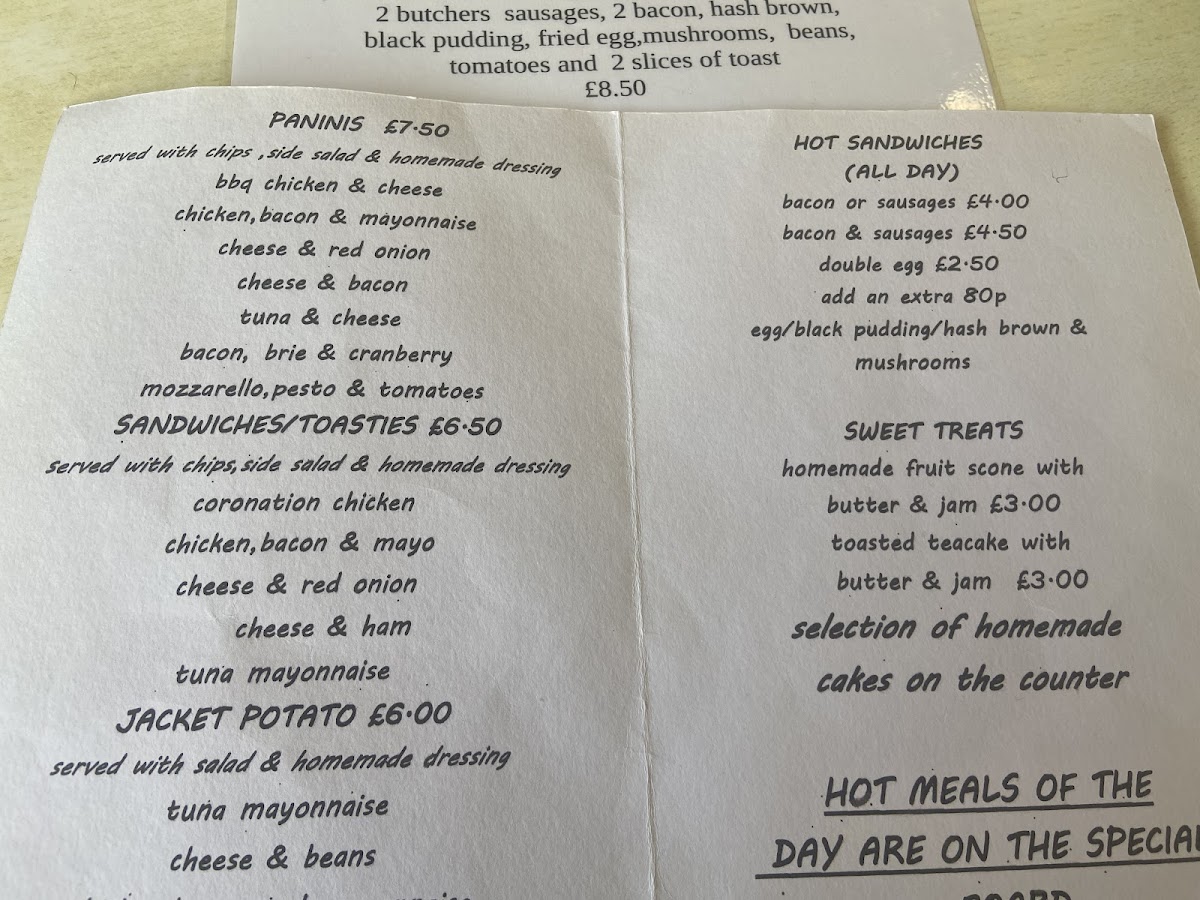 2 butchers sausages, 2 bacon, hash brown,
black pudding, fried egg,mushrooms, beans,
tomatoes and 2 slices of toast
£8.50
PANINIS £7.50
served with chips ,side salad & homemade dressing
bbq chicken & cheese
chicken,bacon & mayonnaise
cheese & red onion
cheese & bacon
tuna & cheese
bacon, brie & cranberry
mozzarello,pesto & tomatoes
SANDWICHES/TOASTIES £6.50
served with chips,side salad & homemade dressing
coronation chicken
chicken,bacon & mayo
cheese & red onion
cheese & ham
tuna mayonnaise
JACKET POTATO £6.00
served with salad & homemade dressing
tuna mayonnaise
cheese & beans
HOT SANDWICHES
(ALL DAY)
bacon or sausages £4.00
bacon & sausages £4.50
double egg £2.50
add an extra 80p
egg/black pudding/hash brown &
mushrooms
SWEET TREATS
homemade fruit scone with
butter & jam £3.00
toasted teacake with
butter & jam £3.00
selection of homemade
cakes on the counter
HOT MEALS OF THE
DAY ARE ON THE SPECIAL